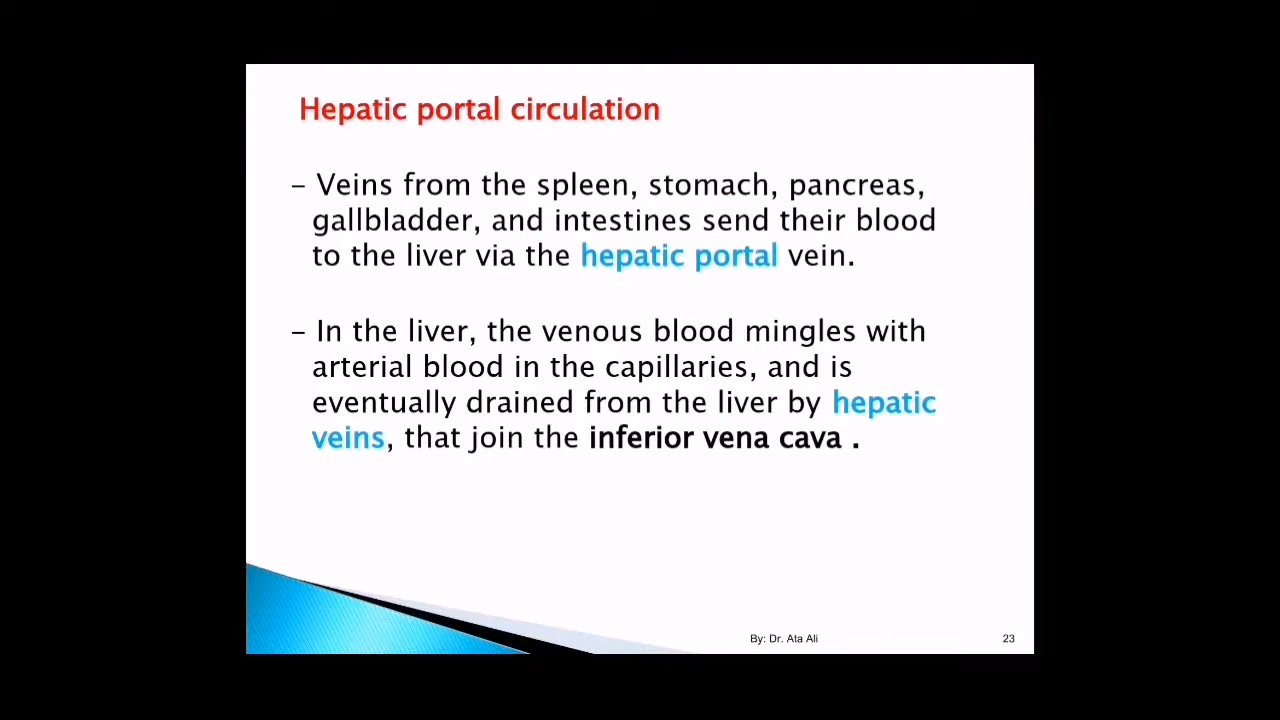 Hepatic portal circulation
– Veins from the spleen, stomach, pancreas,
gallbladder, and intestines send their blood
to the liver via the hepatic portal vein.
– In the liver, the venous blood mingles with
arterial blood in the capillaries, and is
eventually drained from the liver by hepatic
veins, that join the inferior vena cava .
By: Dr. Ata Ali
23